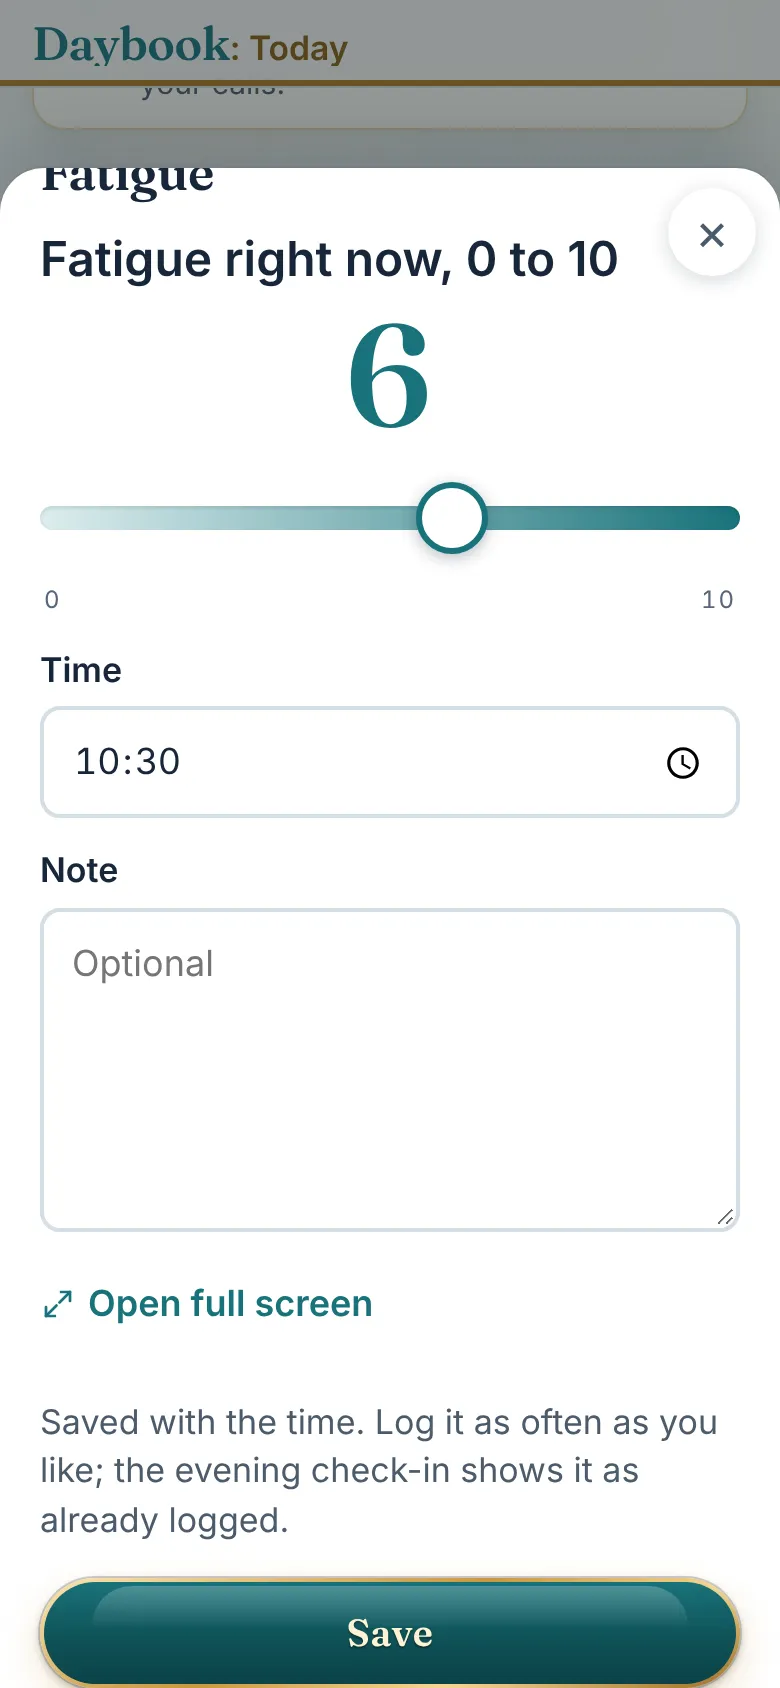 Daybook: Today
your calls.
Fatigue
Fatigue right now, 0 to 10
6
0 10
Time
10:30
Note
Optional
Open full screen
Saved with the time. Log it as often as you
like; the evening check-in shows it as
already logged.
Save